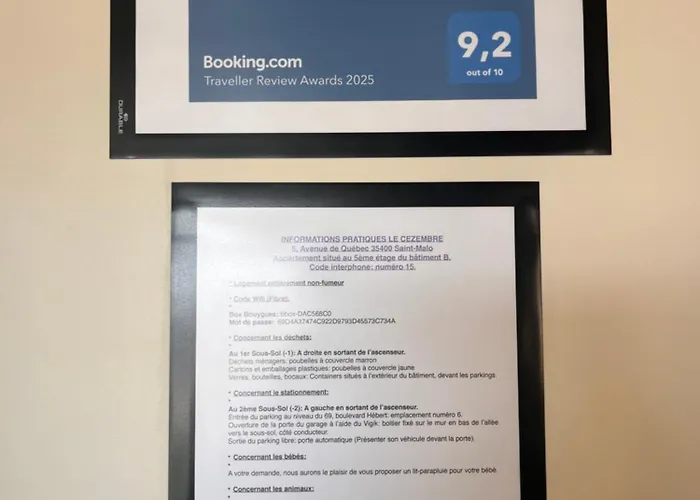 Booking.com
Traveller Review Awards 2025
9,2
out of 10
DURABLE
INFORMATIONS PRATIQUES LE CEZEMBRE
5, Avenue de Québec 35400 Saint-Malo
Appartement situé au 5ème étage du bâtiment B.
Code interphone: numéro 15.
* Logement entièrement non-fumeur
* Code Wifi (Fibre):
Box Bouygues:
Mot de passe:
* Concernant les déchets:
Au 1er Sous-Sol (-1): A droite en sortant de l'ascenseur.
Déchets ménagers: poubelles à couvercle marron
Cartons et emballages plastiques: poubelles à couvercle jaune
Verres, bouteilles, bocaux: Containers situés à l'extérieur du bâtiment, devant les parkings.
* Concernant le stationnement:
Au 2ème Sous-Sol (-2): A gauche en sortant de l'ascenseur.
Entrée du parking au niveau du 69, boulevard Hébert: emplacement numéro 6.
Ouverture de la porte du garage à l'aide du Vigik: boitier fixé sur le mur en bas de l'allée
vers le sous-sol, côté conducteur.
Sortie du parking libre: porte automatique (Présenter son véhicule devant la porte).
* Concernant les bébés:
A votre demande, nous aurons le plaisir de vous proposer un lit-parapluie pour votre bébé.
* Concernant les animaux: